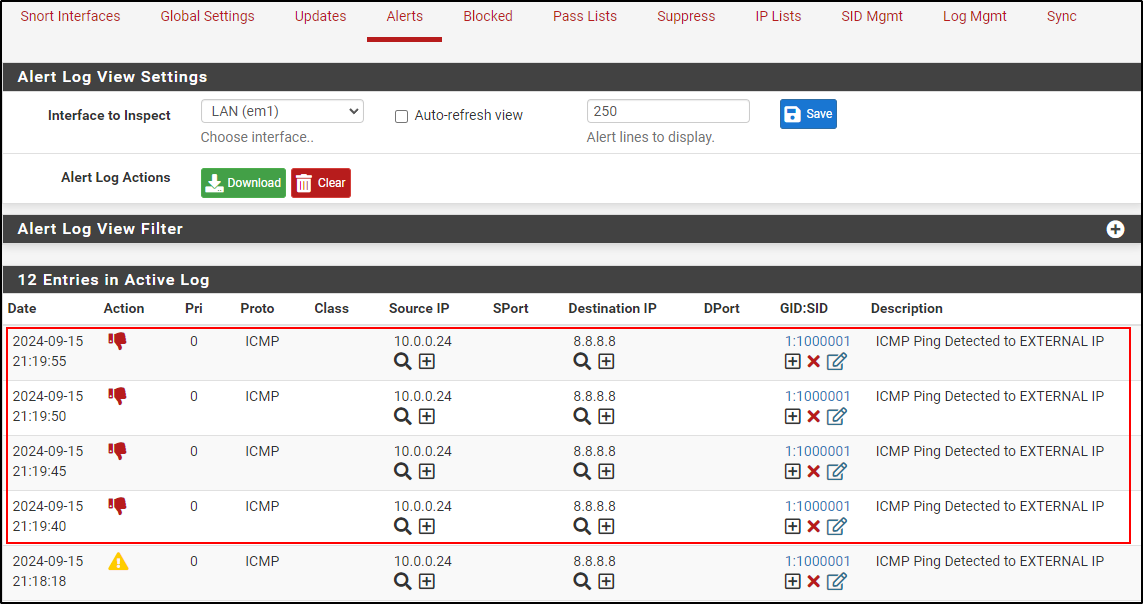 Snort Interfaces Global Settings Updates Alerts Blocked Pass Lists Suppress IP Lists SID Mgmt Log Mgmt Sync
Alert Log View Settings
Interface to Inspect LAN (em1) Auto-refresh view 250 Save
Choose interface.. Alert lines to display.
Alert Log Actions Download Clear
Alert Log View Filter
12 Entries in Active Log
Date Action Pri Proto Class Source IP SPort Destination IP DPort GID:SID Description
2024-09-15 0 ICMP 10.0.0.24 8.8.8.8 1:1000001 ICMP Ping Detected to EXTERNAL IP
21:19:55
2024-09-15 0 ICMP 10.0.0.24 8.8.8.8 1:1000001 ICMP Ping Detected to EXTERNAL IP
21:19:50
2024-09-15 0 ICMP 10.0.0.24 8.8.8.8 1:1000001 ICMP Ping Detected to EXTERNAL IP
21:19:45
2024-09-15 0 ICMP 10.0.0.24 8.8.8.8 1:1000001 ICMP Ping Detected to EXTERNAL IP
21:19:40
2024-09-15 0 ICMP 10.0.0.24 8.8.8.8 1:1000001 ICMP Ping Detected to EXTERNAL IP
21:18:18